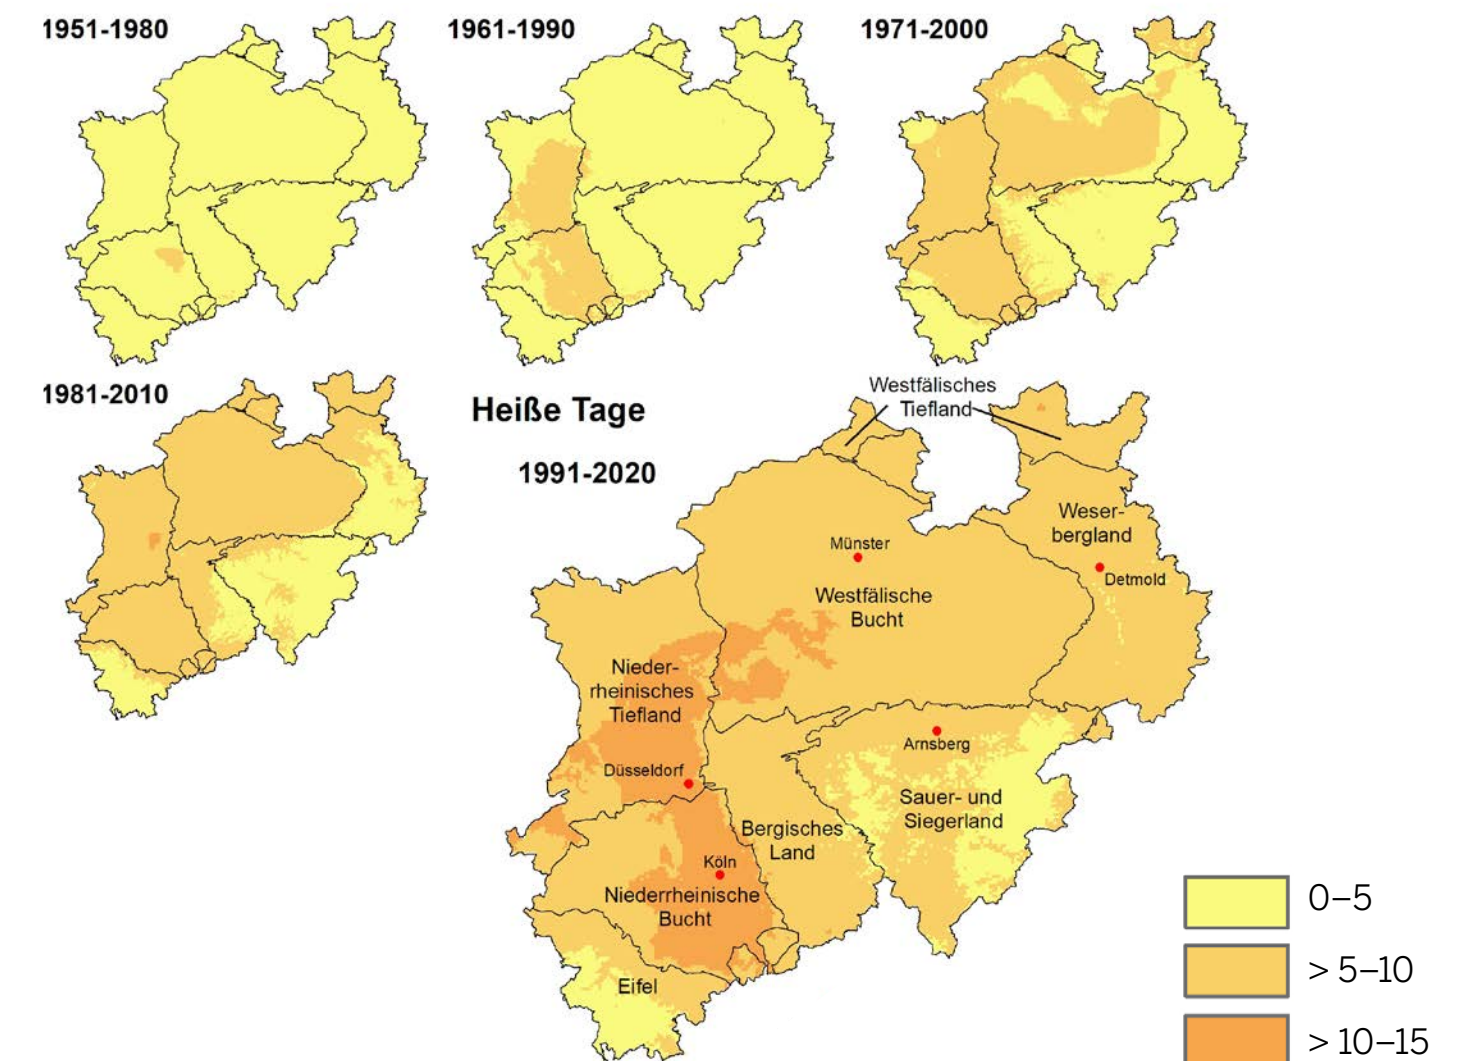 1951-1980
1961-1990
1971-2000
1981-2010
Heiße Tage
1991-2020
Westfälisches
Tiefland
Weser-
bergland
Münster
Detmold
Westfälische
Bucht
Nieder-
rheinisches
Tiefland
Arnsberg
Düsseldorf
Sauer- und
Siegerland
Bergisches
Land
Köln
Niederrheinische
Bucht
Eifel
0–5
> 5–10
> 10–15